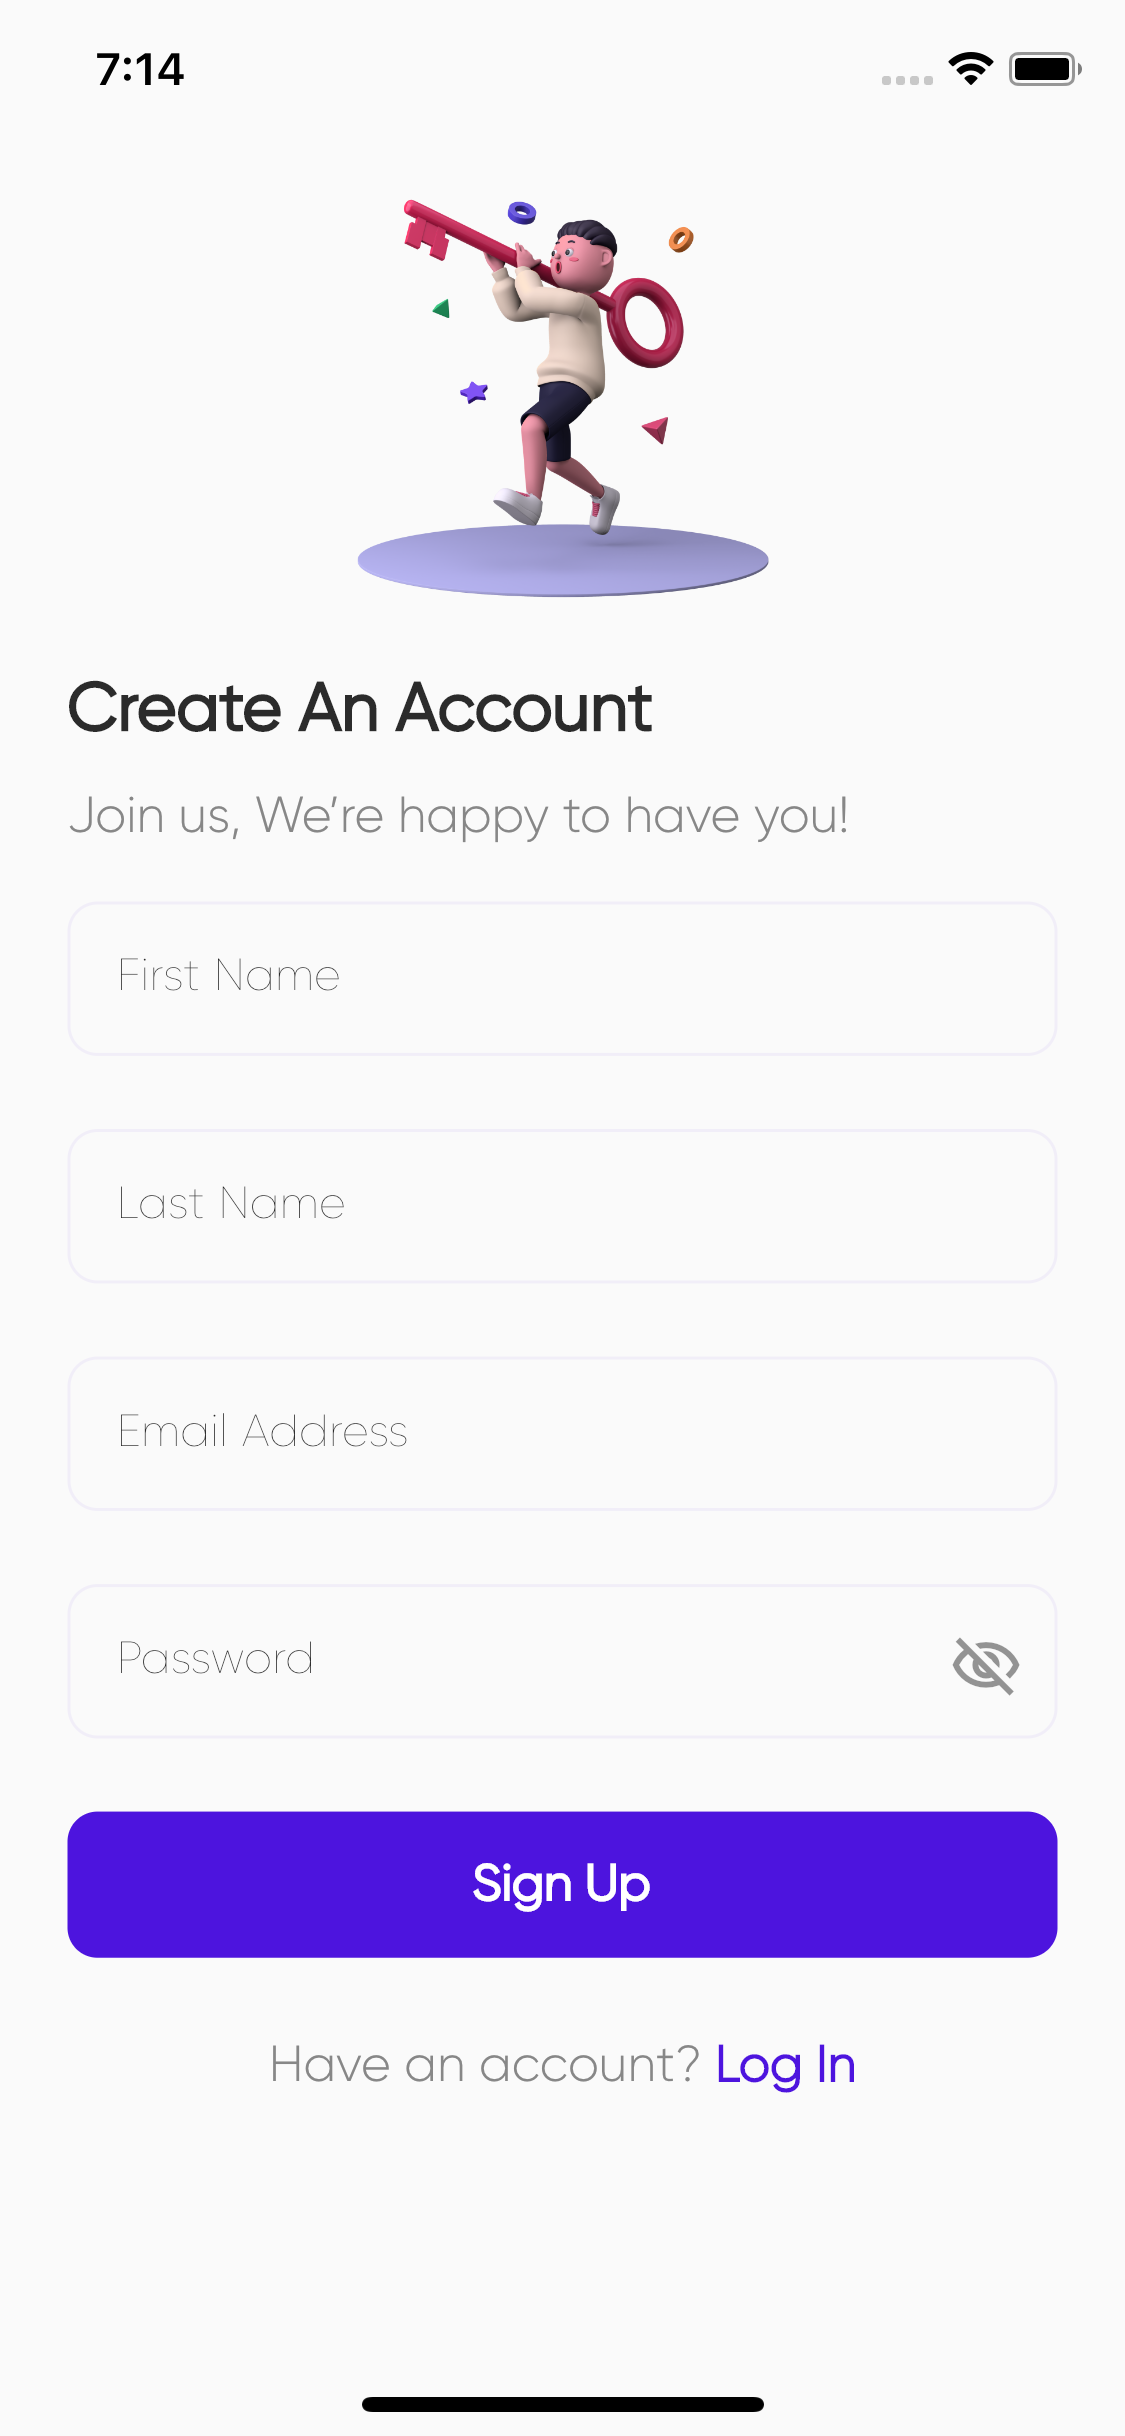 7:14
Create An Account
Join us, We’re happy to have you!
First Name
Last Name
Email Address
Password
Sign Up
Have an account? Log In